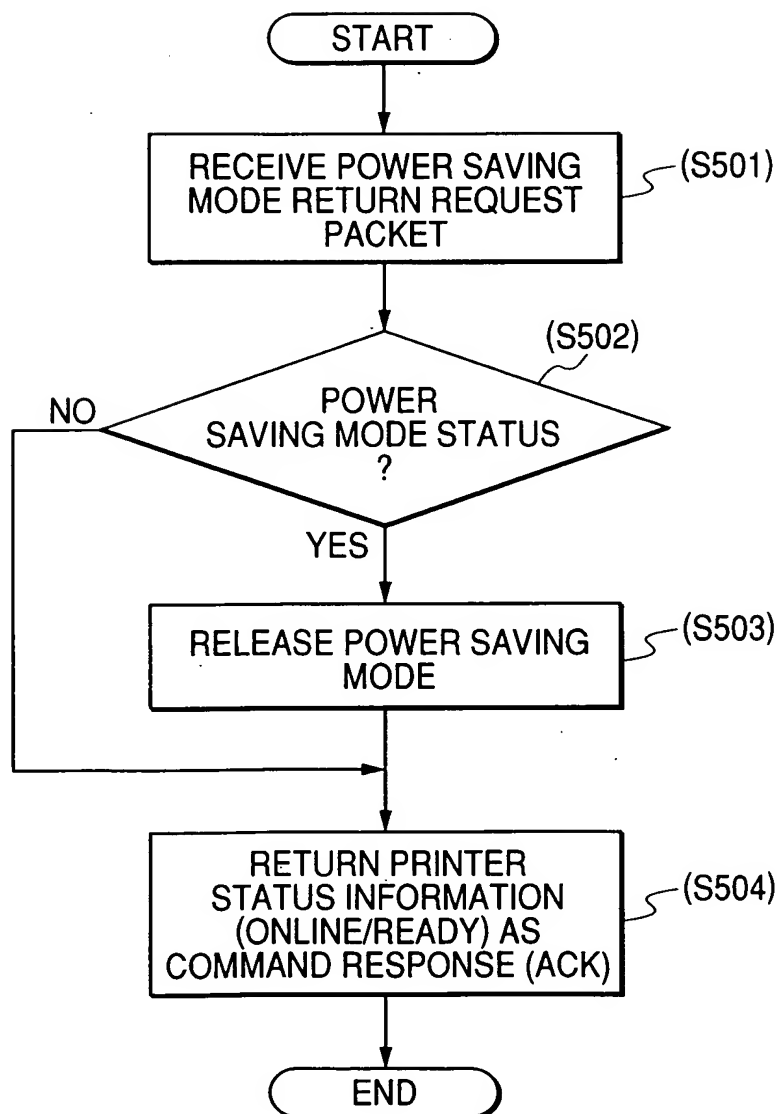 START
RECEIVE POWER SAVING
MODE RETURN REQUEST
PACKET
(S501)
(S502)
POWER
SAVING MODE STATUS
?
NO
YES
RELEASE POWER SAVING
MODE
(S503)
RETURN PRINTER
STATUS INFORMATION
(ONLINE/READY) AS
COMMAND RESPONSE (ACK)
(S504)
END